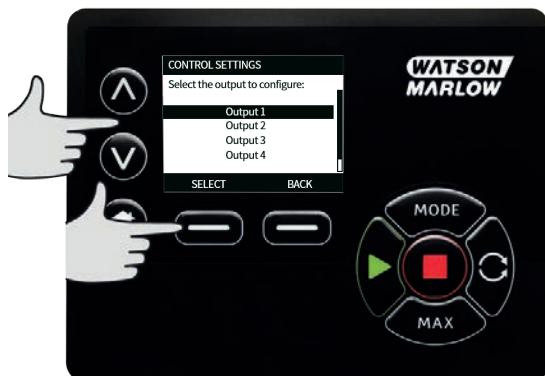 CONTROL SETTINGS
Select the output to configure:
Output 1
Output 2
Output 3
Output 4
SELECT BACK
WATSON
MARLOW
MODE
MAX